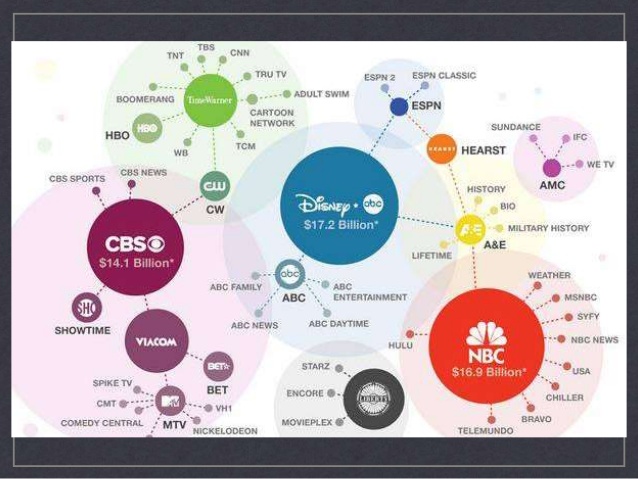 TBS
TNT
CNN
TRU TV
BOOMERANG
TimeWarner
ADULT SWIM
CARTOON
NETWORK
HBO
HBO
WB
TCM
ESPN 2
ESPN CLASSIC
ESPN
HEARST
HEARST
SUNDANCE
IFC
WE TV
AMC
CBS SPORTS
CBS NEWS
CW
CW
Disney • abc
$17.2 Billion*
HISTORY
BIO
A&E
MILITARY HISTORY
A&E
LIFETIME
CBS
$14.1 Billion*
abc
ABC
ABC FAMILY
ABC
ENTERTAINMENT
ABC NEWS
ABC DAYTIME
SHO
SHOWTIME
VIACOM
BET
BET
SPIKE TV
CMT
COMEDY CENTRAL
MTV
VH1
NICKELODEON
STARZ
ENCORE
MOVIEPLEX
LIBERTY
WEATHER
MSNBC
SYFY
NBC NEWS
USA
CHILLER
BRAVO
TELEMUNDO
HULU
NBC
$16.9 Billion*